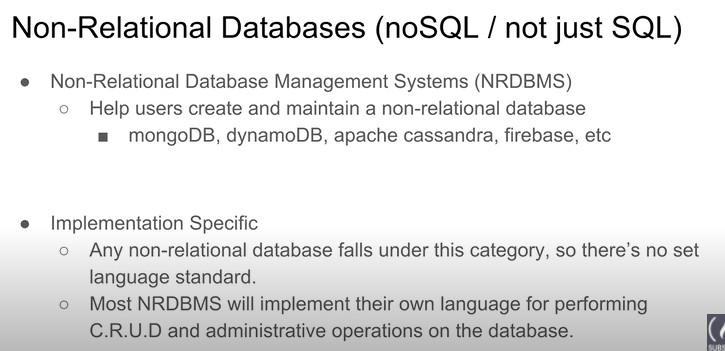 Non-Relational Databases (noSQL / not just SQL)
● Non-Relational Database Management Systems (NRDBMS)
○ Help users create and maintain a non-relational database
■ mongoDB, dynamoDB, apache cassandra, firebase, etc
● Implementation Specific
○ Any non-relational database falls under this category, so there's no set
language standard.
○ Most NRDBMS will implement their own language for performing
C.R.U.D and administrative operations on the database.